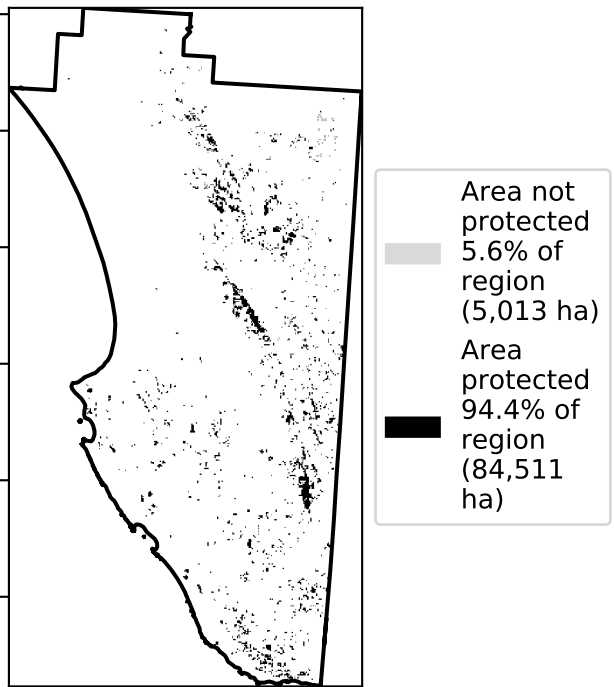 Area not
protected
5.6% of
region
(5,013 ha)
Area
protected
94.4% of
region
(84,511
ha)